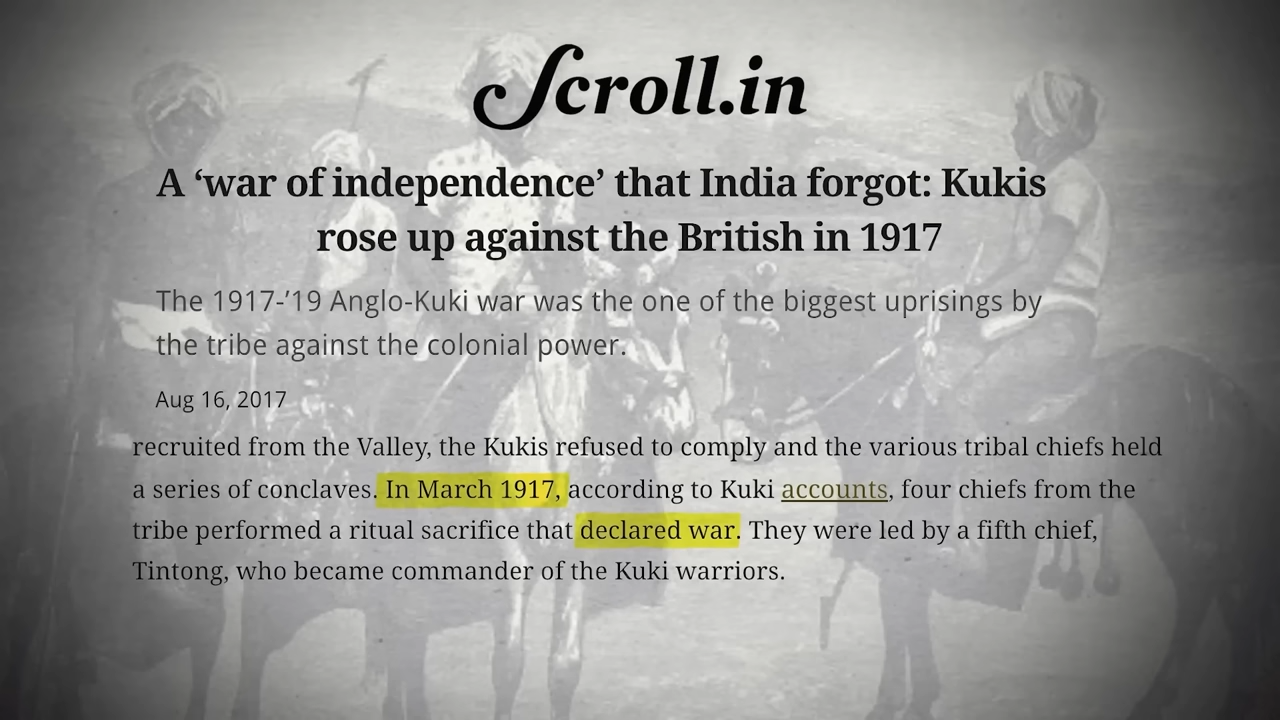 Scroll.in
A ‘war of independence’ that India forgot: Kukis
rose up against the British in 1917
The 1917-’19 Anglo-Kuki war was the one of the biggest uprisings by
the tribe against the colonial power.
Aug 16, 2017
recruited from the Valley, the Kukis refused to comply and the various tribal chiefs held
a series of conclaves. In March 1917, according to Kuki accounts, four chiefs from the
tribe performed a ritual sacrifice that declared war. They were led by a fifth chief,
Tintong, who became commander of the Kuki warriors.